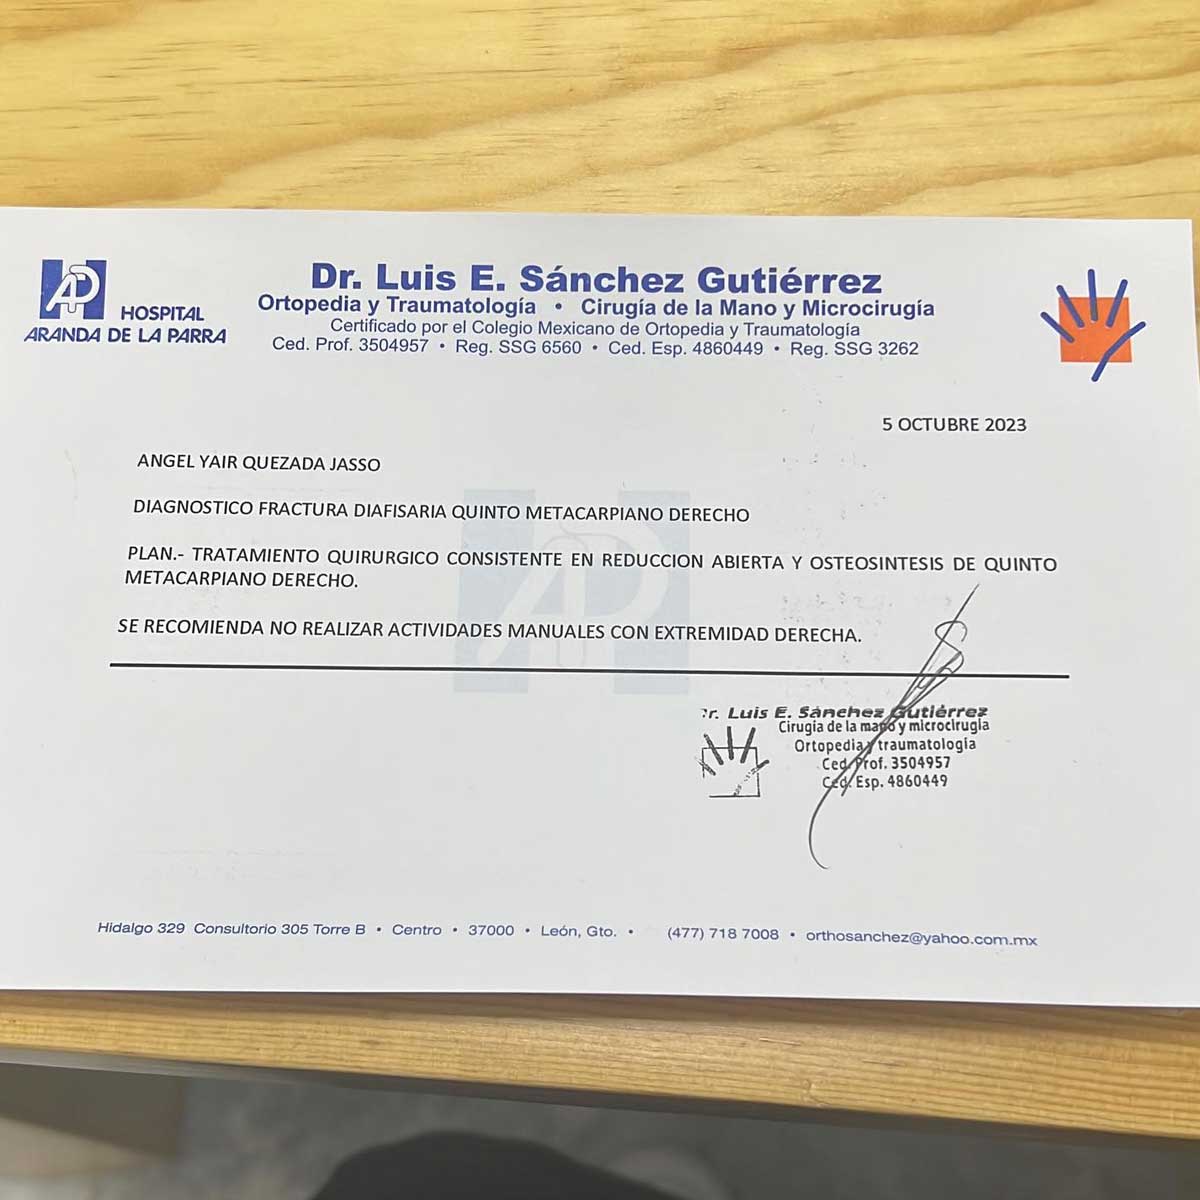 HOSPITAL
ARANDA DE LA PARRA
Dr. Luis E. Sánchez Gutiérrez
Ortopedia y Traumatología • Cirugía de la Mano y Microcirugía
Certificado por el Colegio Mexicano de Ortopedia y Traumatología
Ced. Prof. 3504957 • Reg. SSG 6560 • Ced. Esp. 4860449 • Reg. SSG 3262
5 OCTUBRE 2023
ANGEL YAIR QUEZADA JASSO
DIAGNOSTICO FRACTURA DIAFISARIA QUINTO METACARPIANO DERECHO
PLAN.- TRATAMIENTO QUIRURGICO CONSISTENTE EN REDUCCION ABIERTA Y OSTEOSINTESIS DE QUINTO
METACARPIANO DERECHO.
SE RECOMIENDA NO REALIZAR ACTIVIDADES MANUALES CON EXTREMIDAD DERECHA.
Dr. Luis E. Sánchez Gutiérrez
Cirugía de la mano y microcirugía
Ortopedia y traumatología
Ced. Prof. 3504957
Ced. Esp. 4860449
Hidalgo 329 Consultorio 305 Torre B • Centro • 37000 • León, Gto. • (477) 718 7008 • orthosanchez@yahoo.com.mx